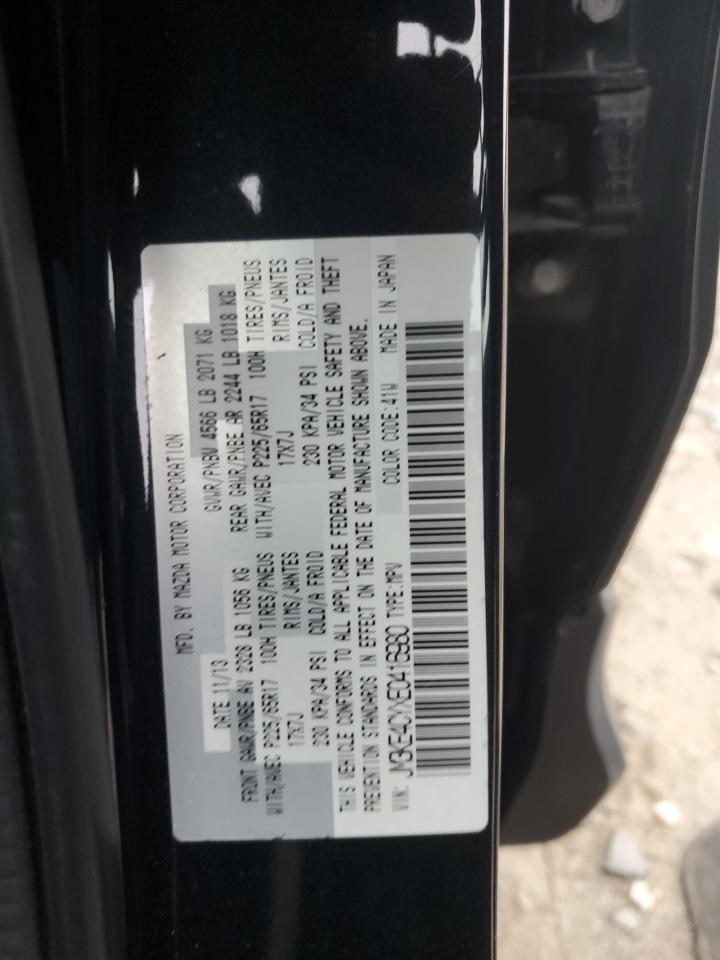 MFD. BY MAZDA MOTOR CORPORATION
DATE 11/13 GVWR/PNBV 4566 LB 2071 KG
FRONT GAWR/PNBE AV 2328 LB 1056 KG REAR GAWR/PNBE AR 2244 LB 1018 KG
WITH/AVEC P225/65R17 100H TIRES/PNEUS WITH/AVEC P225/65R17 100H TIRES/PNEUS
17X7J RIMS/JANTES 17X7J RIMS/JANTES
230 KPA/34 PSI COLD/A FROID 230 KPA/34 PSI COLD/A FROID
THIS VEHICLE CONFORMS TO ALL APPLICABLE FEDERAL MOTOR VEHICLE SAFETY AND THEFT
PREVENTION STANDARDS IN EFFECT ON THE DATE OF MANUFACTURE SHOWN ABOVE.
VIN: JM3KE4CYXE0416980 TYPE:MPV COLOR CODE:41W MADE IN JAPAN